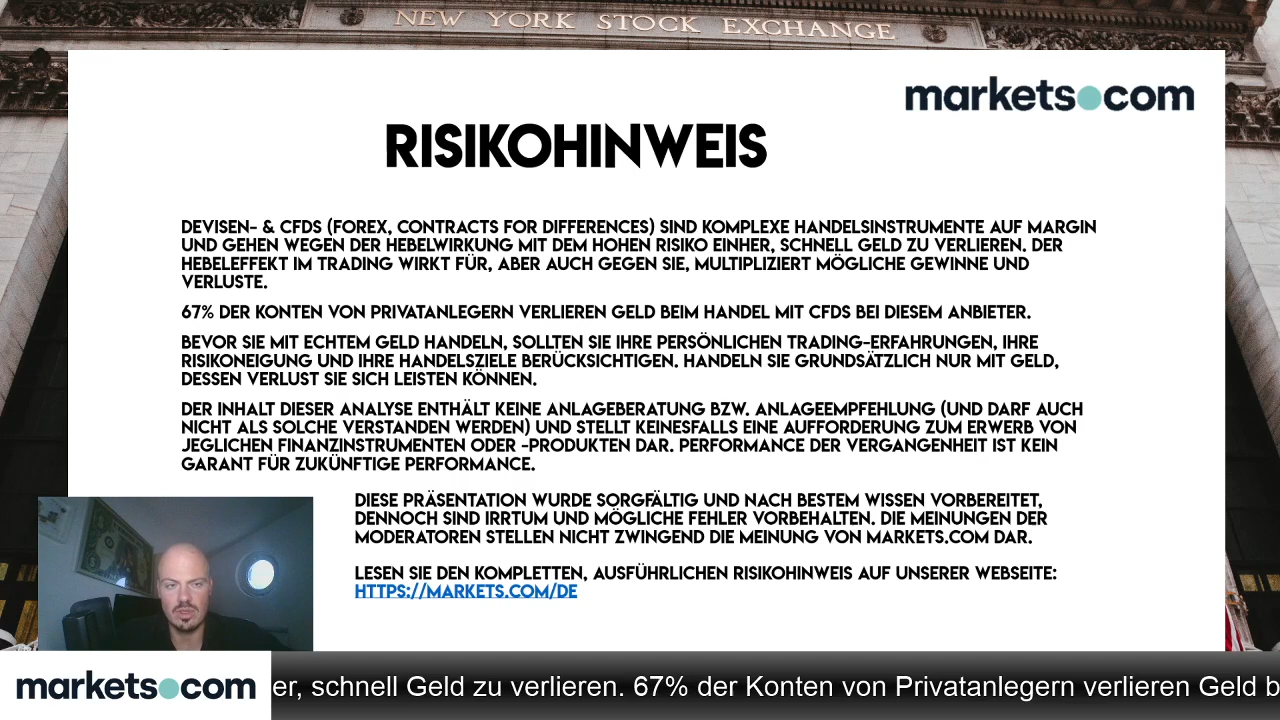 NEW YORK STOCK EXCHANGE
markets.com
RISIKOHINWEIS
DEVISEN- & CFDS (FOREX, CONTRACTS FOR DIFFERENCES) SIND KOMPLEXE HANDELSINSTRUMENTE AUF MARGIN
UND GEHEN WEGEN DER HEBELWIRKUNG MIT DEM HOHEN RISIKO EINHER, SCHNELL GELD ZU VERLIEREN. DER
HEBELEFFEKT IM TRADING WIRKT FÜR, ABER AUCH GEGEN SIE, MULTIPLIZIERT MÖGLICHE GEWINNE UND
VERLUSTE.
67% DER KONTEN VON PRIVATANLEGERN VERLIEREN GELD BEIM HANDEL MIT CFDS BEI DIESEM ANBIETER.
BEVOR SIE MIT ECHTEM GELD HANDELN, SOLLTEN SIE IHRE PERSÖNLICHEN TRADING-ERFAHRUNGEN, IHRE
RISIKONEIGUNG UND IHRE HANDELSZIELE BERÜCKSICHTIGEN. HANDELN SIE GRUNDSÄTZLICH NUR MIT GELD,
DESSEN VERLUST SIE SICH LEISTEN KÖNNEN.
DER INHALT DIESER ANALYSE ENTHÄLT KEINE ANLAGEBERATUNG BZW. ANLAGEEMPFEHLUNG (UND DARF AUCH
NICHT ALS SOLCHE VERSTANDEN WERDEN) UND STELLT KEINESFALLS EINE AUFFORDERUNG ZUM ERWERB VON
JEGLICHEN FINANZINSTRUMENTEN ODER -PRODUKTEN DAR. PERFORMANCE DER VERGANGENHEIT IST KEIN
GARANT FÜR ZUKÜNFTIGE PERFORMANCE.
DIESE PRÄSENTATION WURDE SORGFÄLTIG UND NACH BESTEM WISSEN VORBEREITET,
DENNOCH SIND IRRTUM UND MÖGLICHE FEHLER VORBEHALTEN. DIE MEINUNGEN DER
MODERATOREN STELLEN NICHT ZWINGEND DIE MEINUNG VON MARKETS.COM DAR.
LESEN SIE DEN KOMPLETTEN, AUSFÜHRLICHEN RISIKOHINWEIS AUF UNSERER WEBSEITE:
HTTPS://MARKETS.COM/DE
markets.com
er, schnell Geld zu verlieren. 67% der Konten von Privatanlegern verlieren Geld b